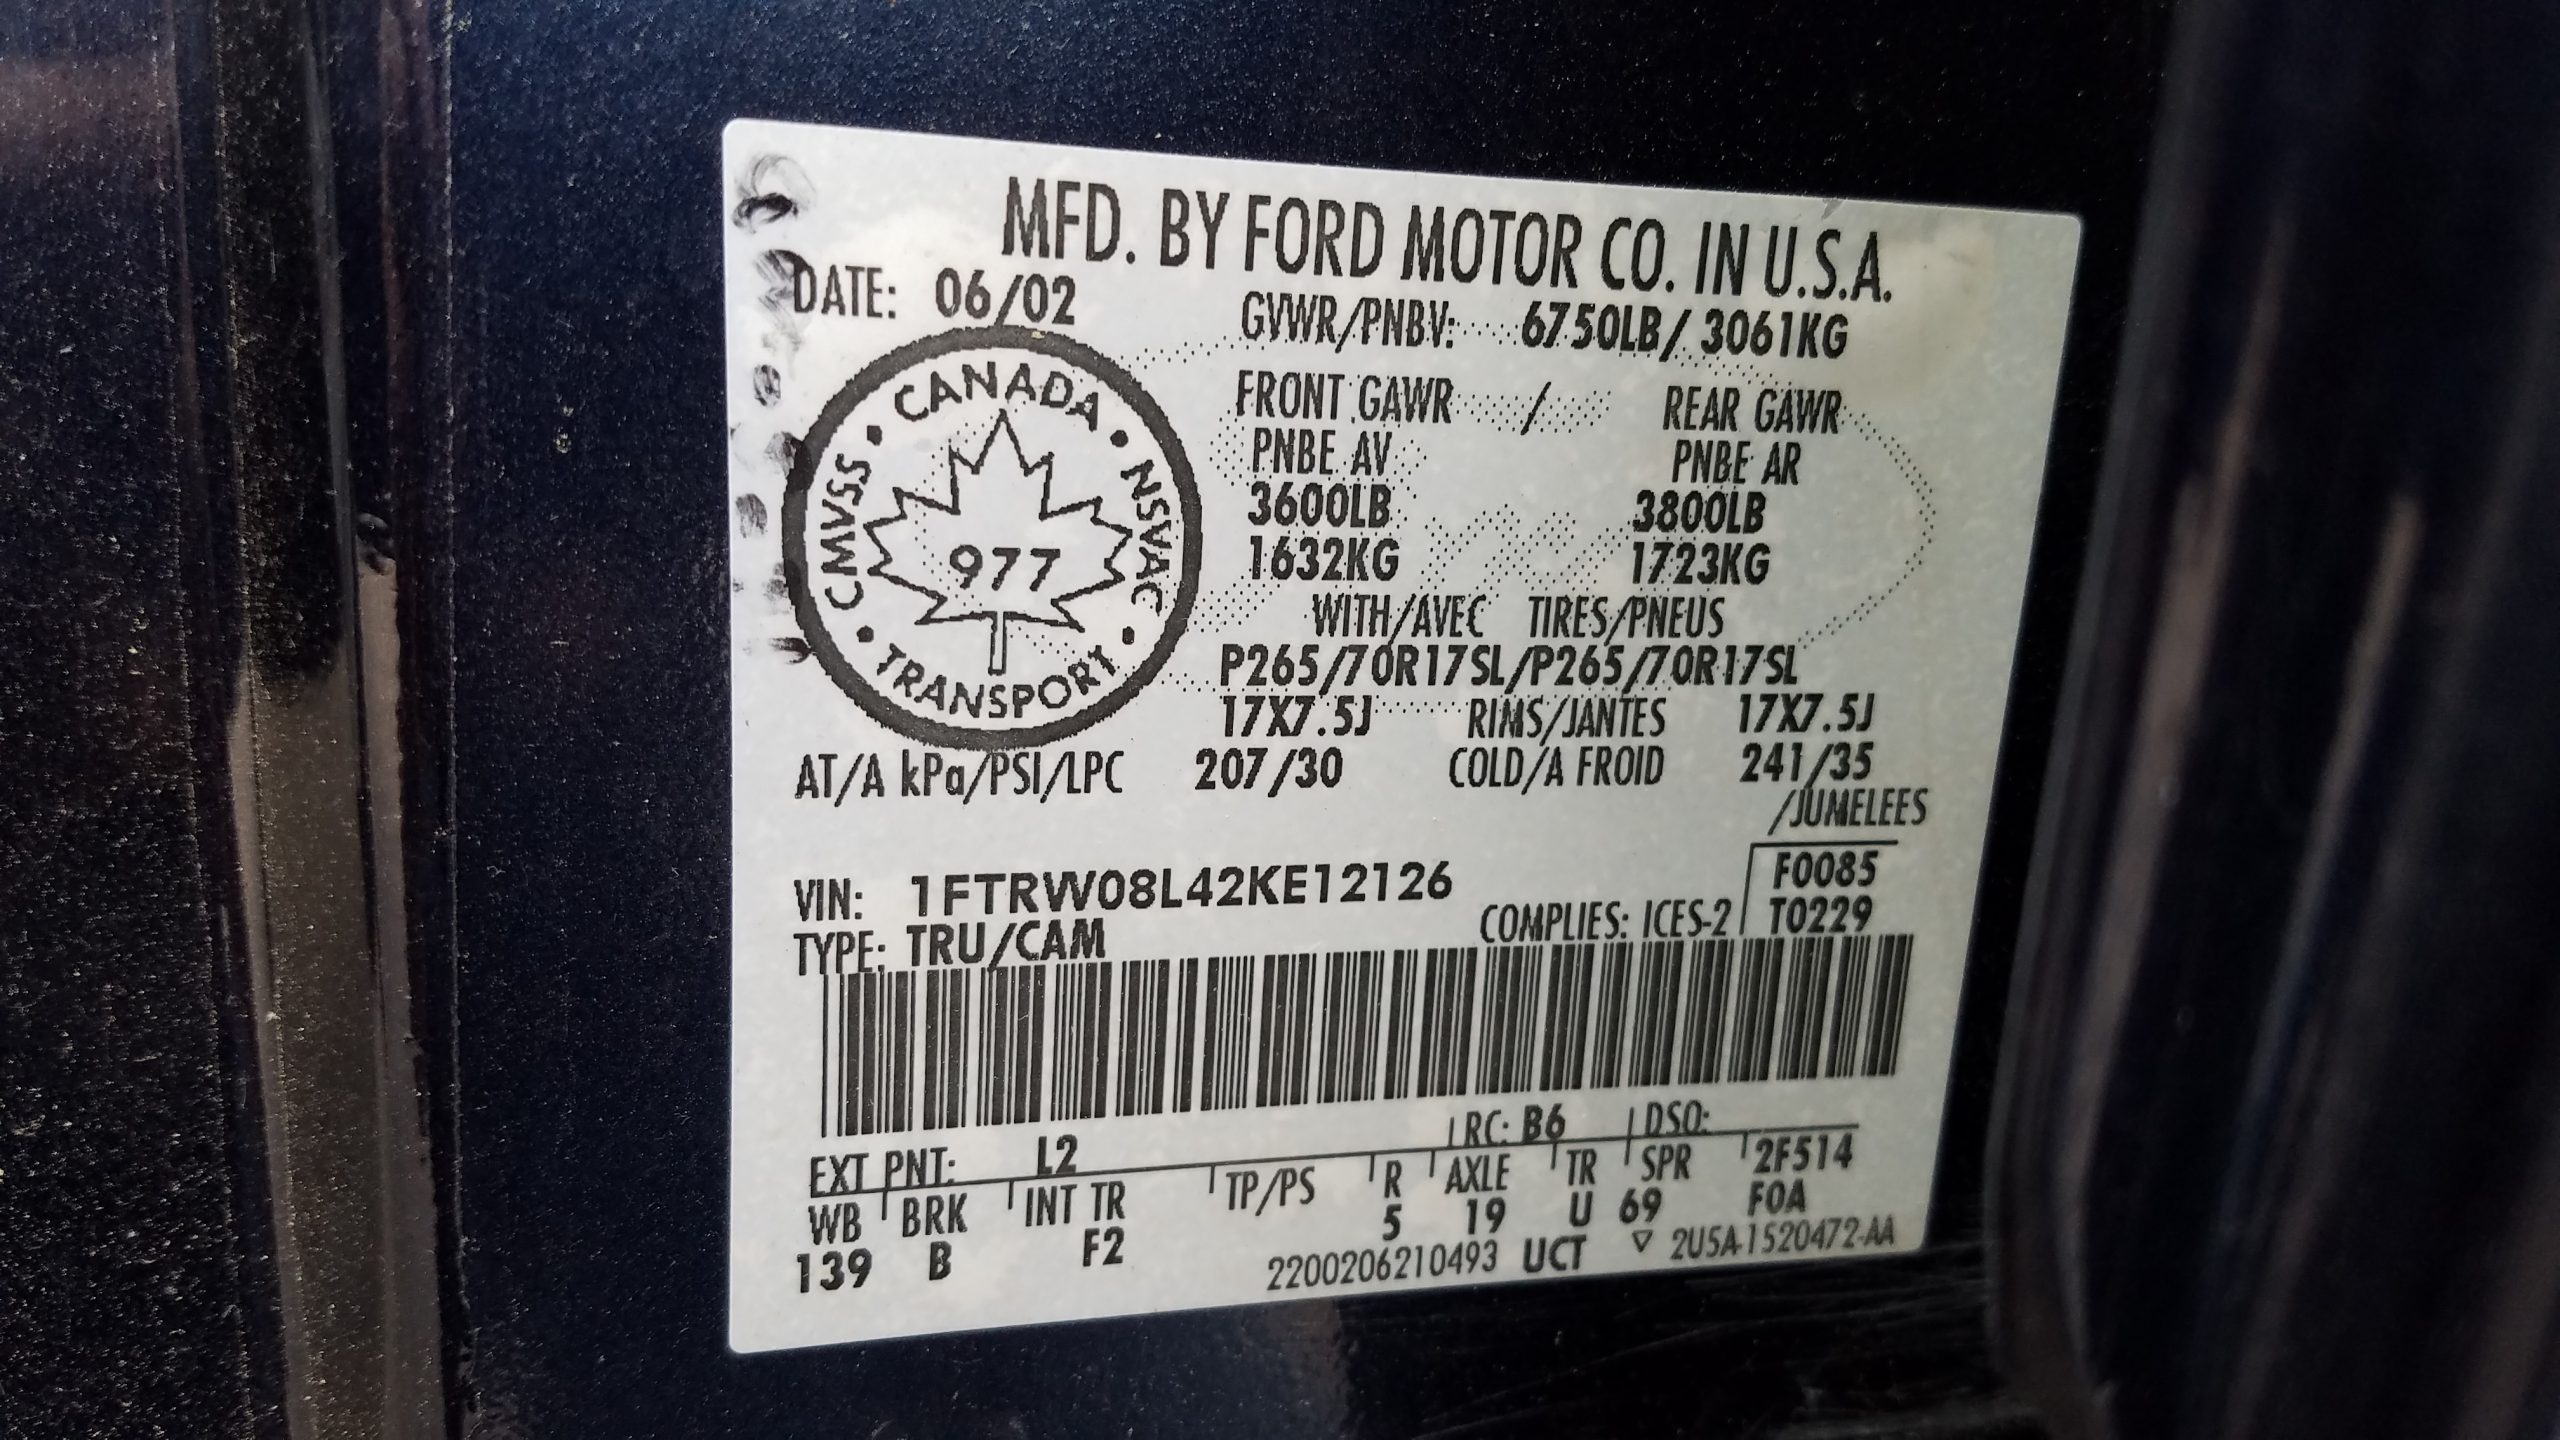 MFD. BY FORD MOTOR CO. IN U.S.A.
DATE: 06/02
GVWR/PNBV: 6750LB/ 3061KG
CANADA
CMVSS
NSVAC
977
TRANSPORT
FRONT GAWR / REAR GAWR
PNBE AV PNBE AR
3600LB 3800LB
1632KG 1723KG
WITH/AVEC TIRES/PNEUS
P265/70R17SL/P265/70R17SL
17X7.5J RIMS/JANTES 17X7.5J
AT/A kPa/PSI/LPC 207/30 COLD/A FROID 241/35
/JUMELEES
VIN: 1FTRW08L42KE12126
F0085
TYPE: TRU/CAM COMPLIES: ICES-2 T0229
EXT PNT: L2 RC: B6 DSO:
WB BRK INT TR TP/PS R AXLE TR SPR 2F514
139 B F2 5 19 U 69 FOA
2200206210493 UCT ▽ 2U5A-1520472-AA